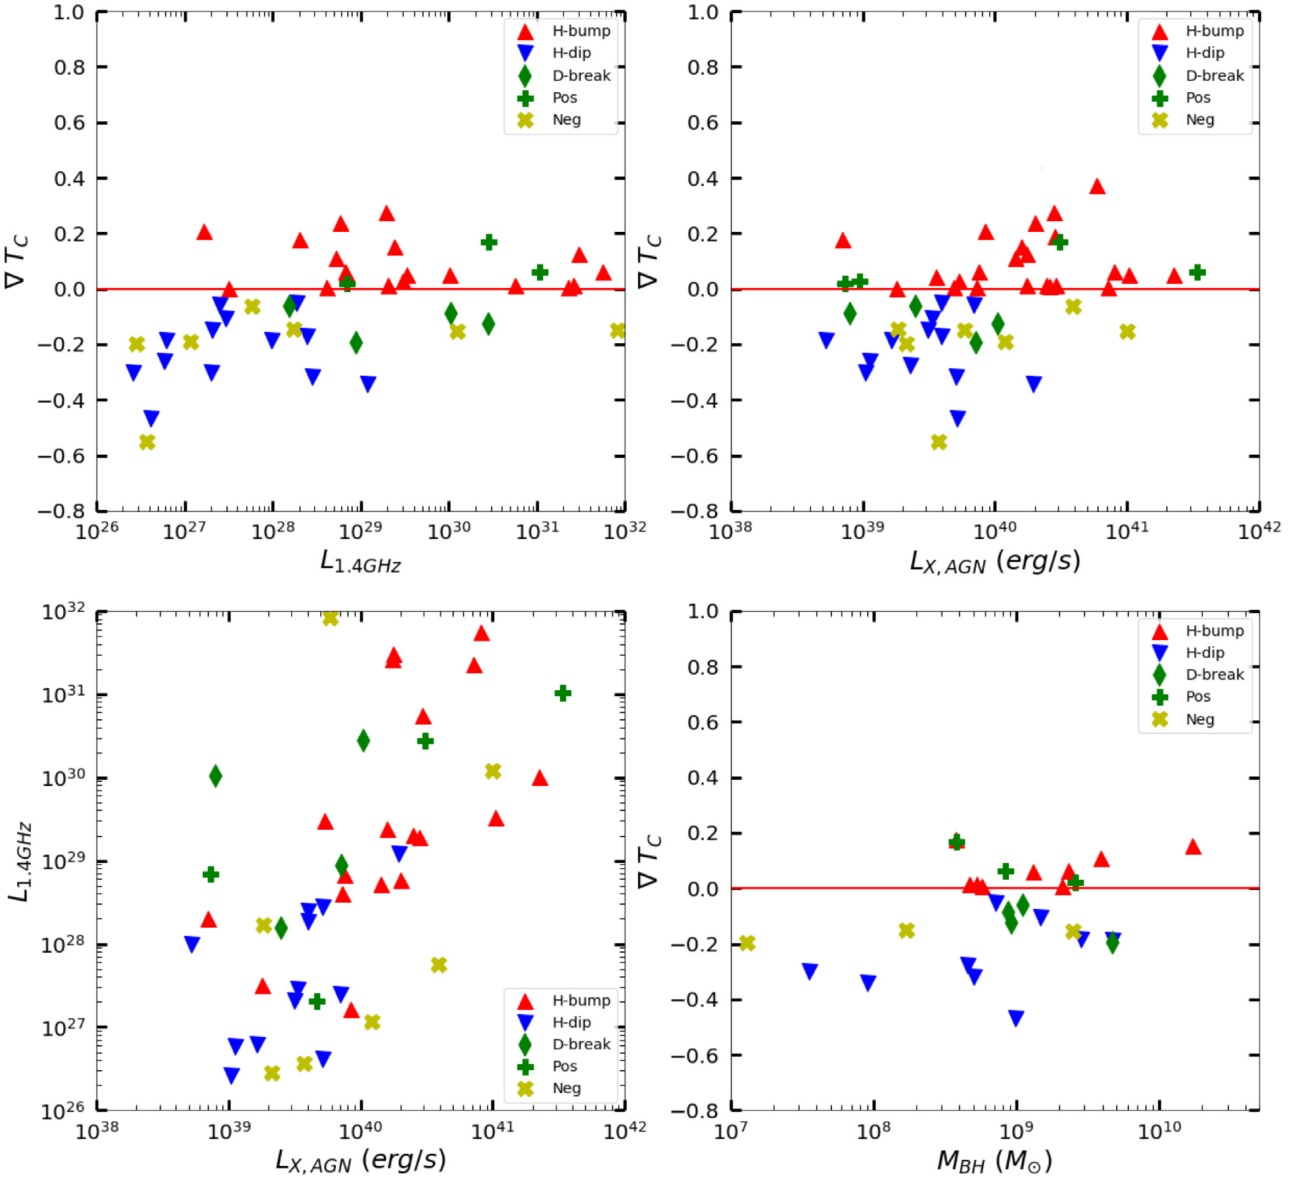 1.0
0.8
0.6
0.4
0.2
0.0
−0.2
−0.4
−0.6
−0.8
∇ T_C
10^26 10^27 10^28 10^29 10^30 10^31 10^32
L_1.4GHz
H-bump
H-dip
D-break
Pos
Neg
1.0
0.8
0.6
0.4
0.2
0.0
−0.2
−0.4
−0.6
−0.8
∇ T_C
10^38 10^39 10^40 10^41 10^42
L_X,AGN (erg/s)
H-bump
H-dip
D-break
Pos
Neg
10^32
10^31
10^30
10^29
10^28
10^27
10^26
L_1.4GHz
10^38 10^39 10^40 10^41 10^42
L_X,AGN (erg/s)
H-bump
H-dip
D-break
Pos
Neg
1.0
0.8
0.6
0.4
0.2
0.0
−0.2
−0.4
−0.6
−0.8
∇ T_C
10^7 10^8 10^9 10^10
M_BH (M_⊙)
H-bump
H-dip
D-break
Pos
Neg